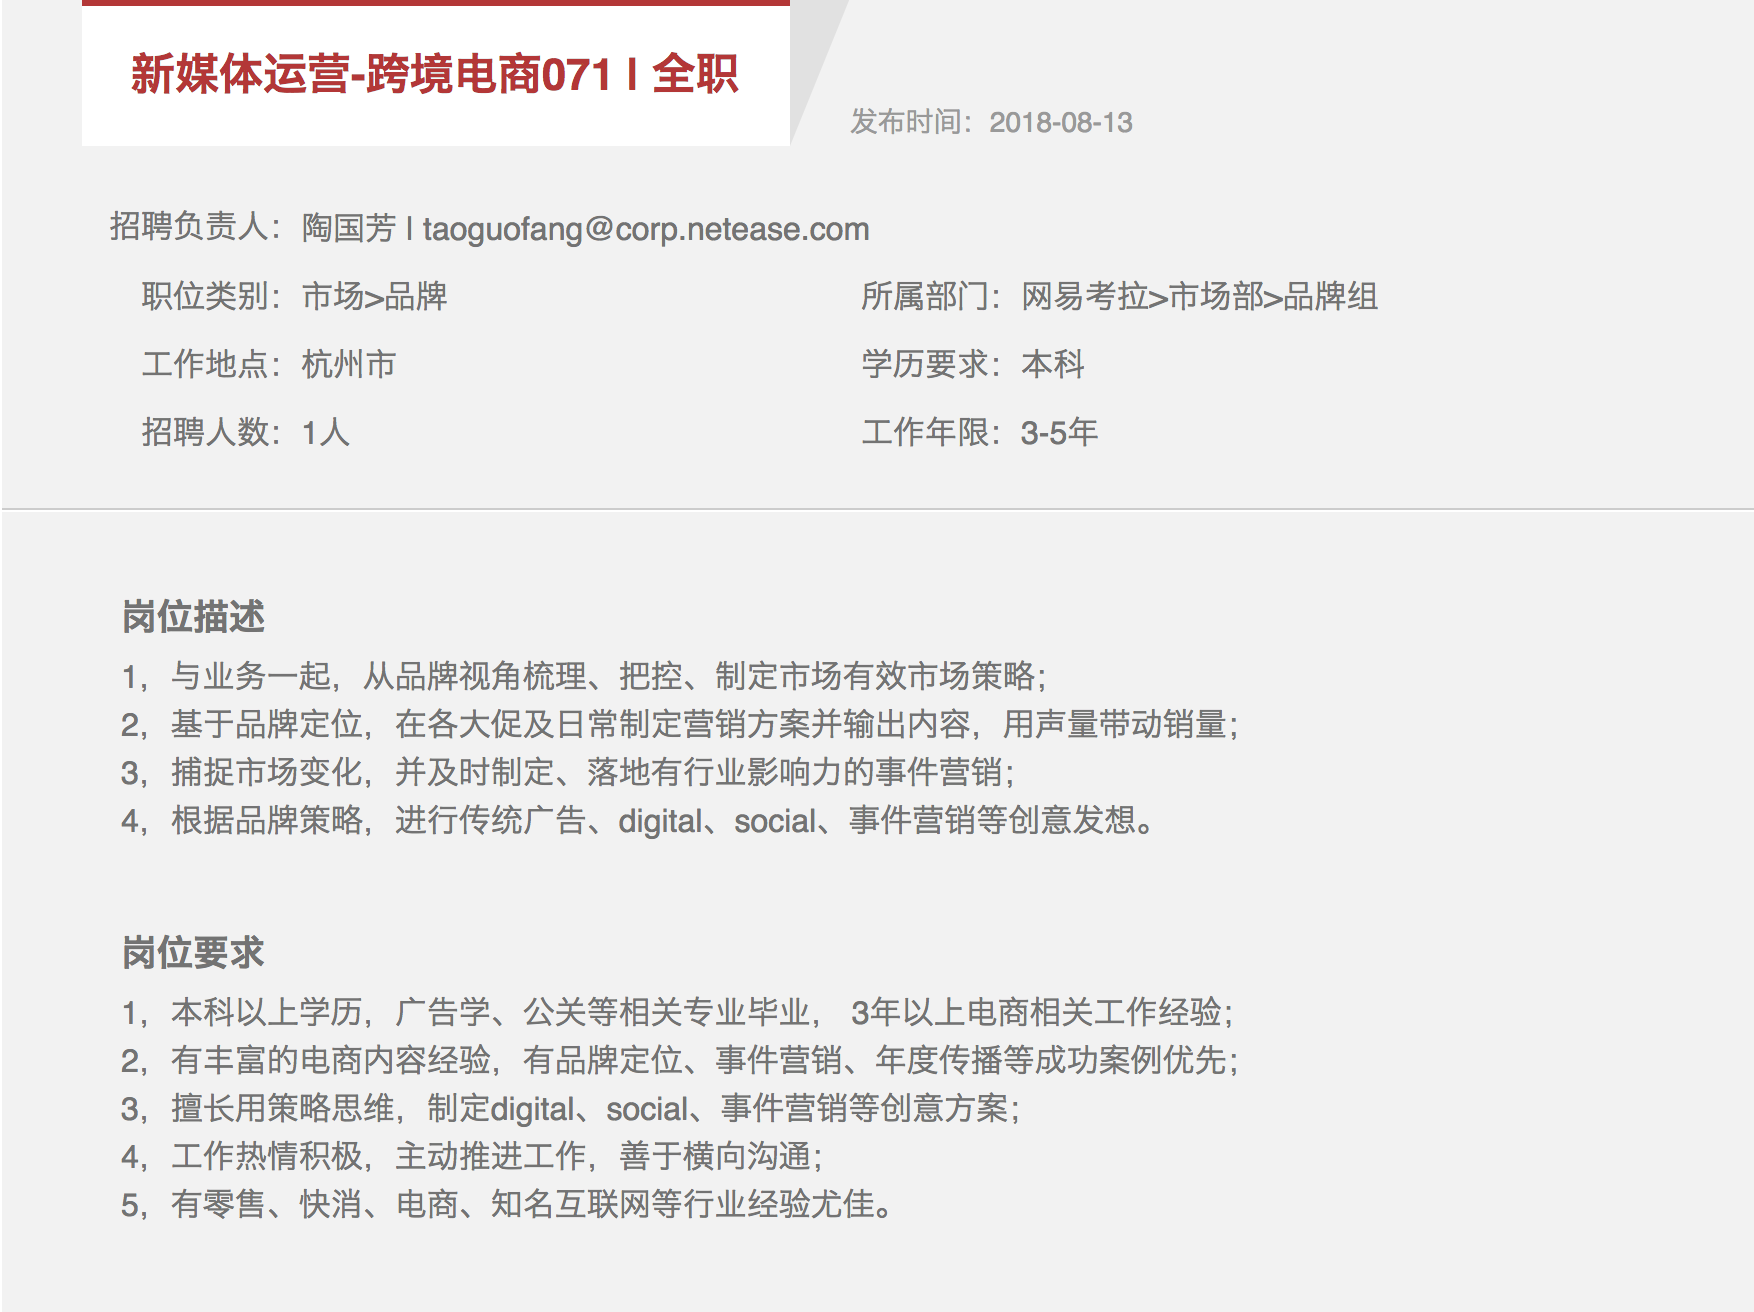 新媒体运营-跨境电商071 | 全职
发布时间：2018-08-13
招聘负责人：陶国芳 | taoguofang@corp.netease.com
职位类别：市场>品牌 所属部门：网易考拉>市场部>品牌组
工作地点：杭州市 学历要求：本科
招聘人数：1人 工作年限：3-5年
岗位描述
1，与业务一起，从品牌视角梳理、把控、制定市场有效市场策略；
2，基于品牌定位，在各大促及日常制定营销方案并输出内容，用声量带动销量；
3，捕捉市场变化，并及时制定、落地有行业影响力的事件营销；
4，根据品牌策略，进行传统广告、digital、social、事件营销等创意发想。
岗位要求
1，本科以上学历，广告学、公关等相关专业毕业， 3年以上电商相关工作经验；
2，有丰富的电商内容经验，有品牌定位、事件营销、年度传播等成功案例优先；
3，擅长用策略思维，制定digital、social、事件营销等创意方案；
4，工作热情积极，主动推进工作，善于横向沟通；
5，有零售、快消、电商、知名互联网等行业经验尤佳。